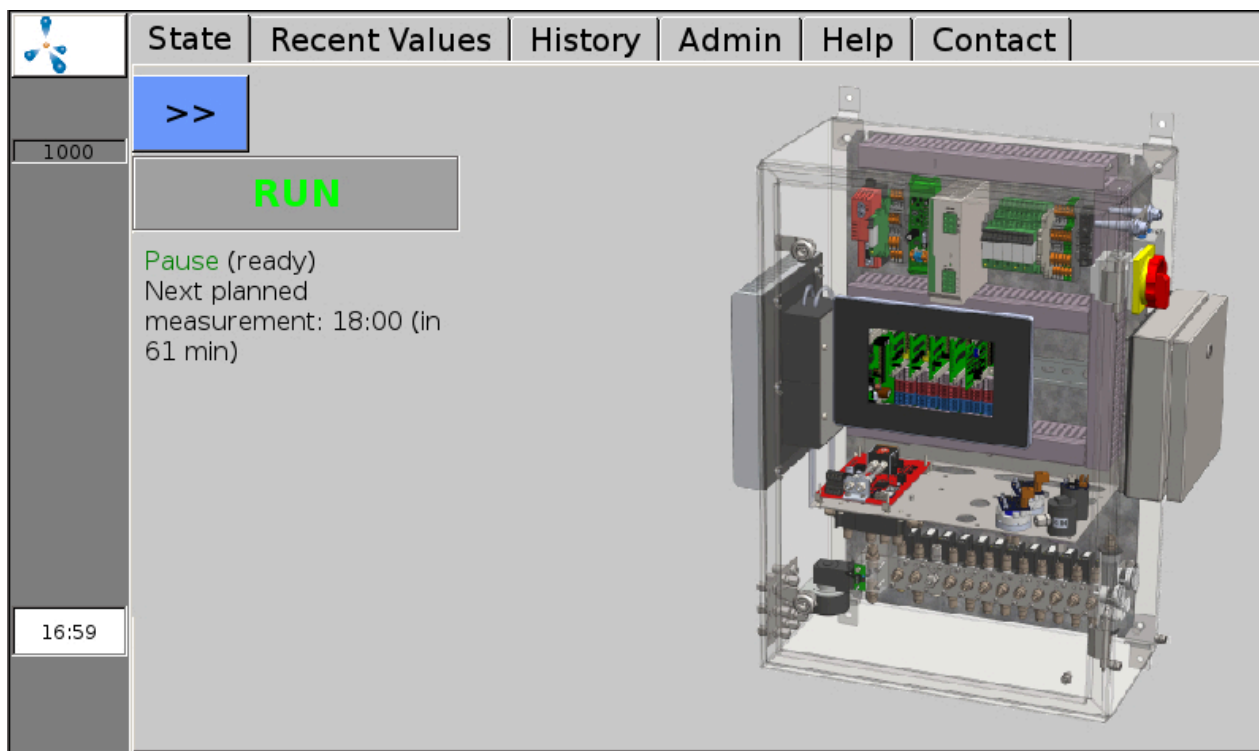 State
Recent Values
History
Admin
Help
Contact
>>
1000
RUN
Pause (ready)
Next planned
measurement: 18:00 (in
61 min)
16:59